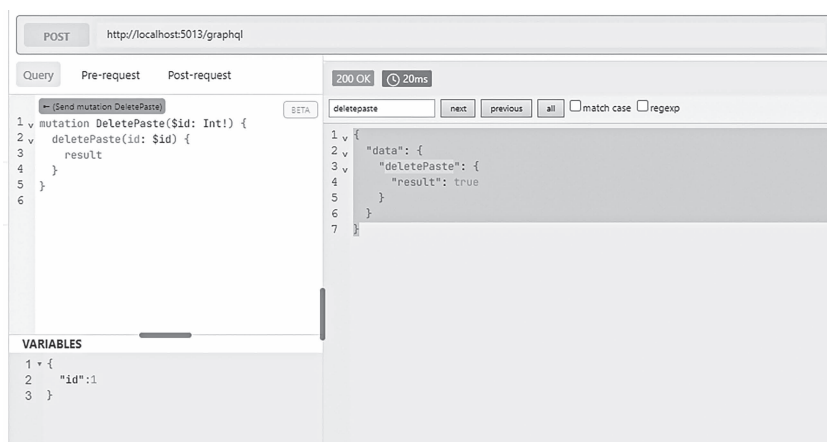 POST http://localhost:5013/graphql
Query Pre-request Post-request
← (Send mutation DeletePaste) BETA
1 mutation DeletePaste($id: Int!) {
2 deletePaste(id: $id) {
3 result
4 }
5 }
6
VARIABLES
1 {
2 "id":1
3 }
200 OK 20ms
deletepaste next previous all match case regexp
1 {
2 "data": {
3 "deletePaste": {
4 "result": true
5 }
6 }
7 }